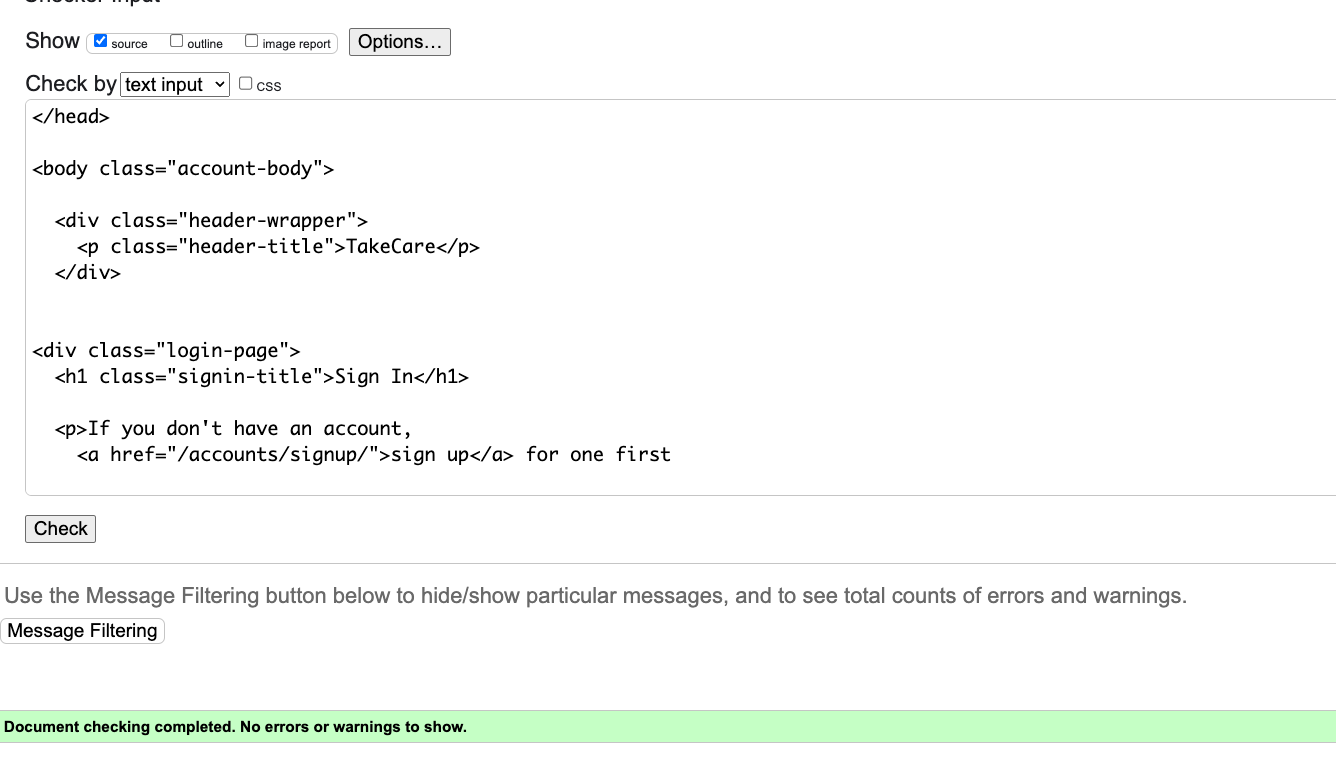 Checker Input
Show source outline image report Options...
Check by text input css
</head>
<body class="account-body">
<div class="header-wrapper">
<p class="header-title">TakeCare</p>
</div>
<div class="login-page">
<h1 class="signin-title">Sign In</h1>
<p>If you don't have an account,
<a href="/accounts/signup/">sign up</a> for one first
Check
Use the Message Filtering button below to hide/show particular messages, and to see total counts of errors and warnings.
Message Filtering
Document checking completed. No errors or warnings to show.